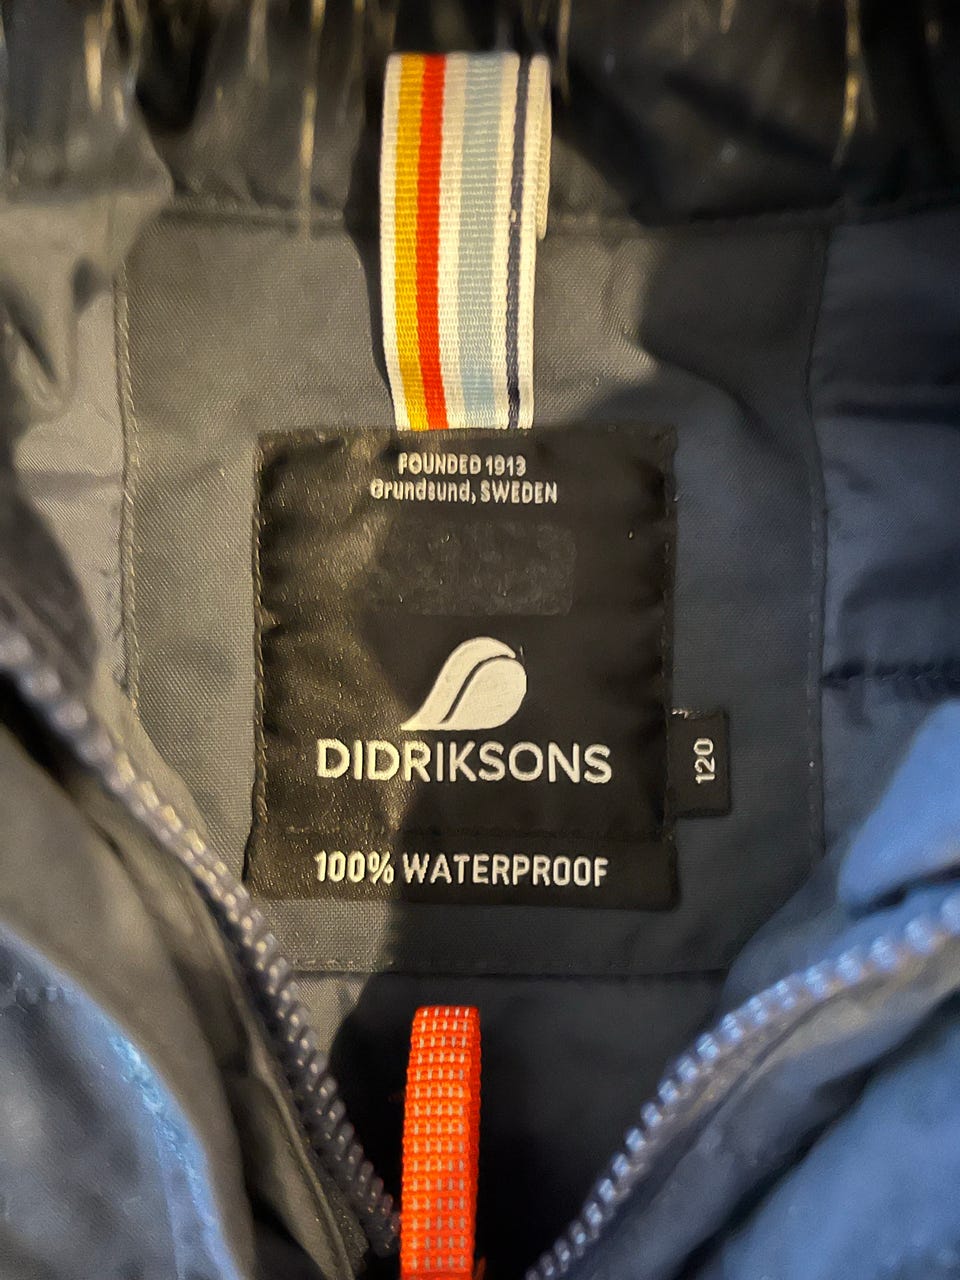 FOUNDED 1913
Grundsund, SWEDEN
DIDRIKSONS
120
100% WATERPROOF